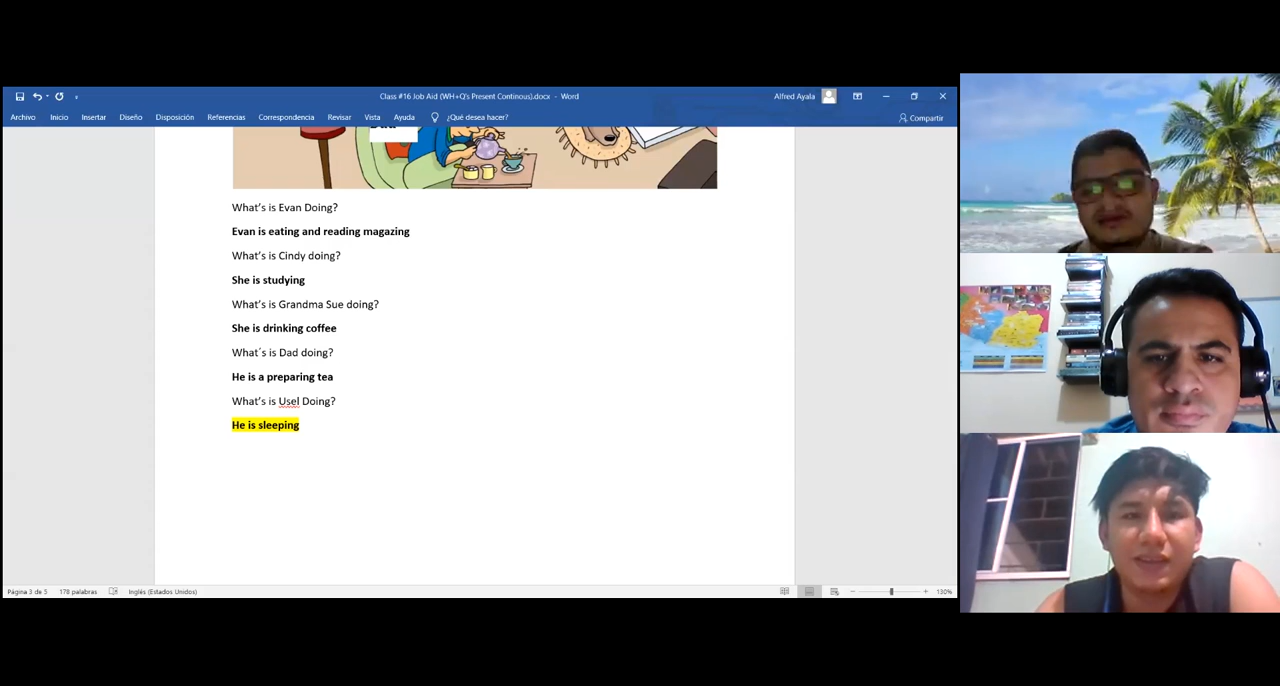 Class #16 Job Aid (WH+Q's Present Continous).docx - Word
Alfred Ayala
Archivo Inicio Insertar Diseño Disposición Referencias Correspondencia Revisar Vista Ayuda ¿Qué desea hacer? Compartir
What's is Evan Doing?
Evan is eating and reading magazing
What's is Cindy doing?
She is studying
What's is Grandma Sue doing?
She is drinking coffee
What´s is Dad doing?
He is a preparing tea
What's is Usel Doing?
He is sleeping
Página 3 de 5 178 palabras Inglés (Estados Unidos) 130%